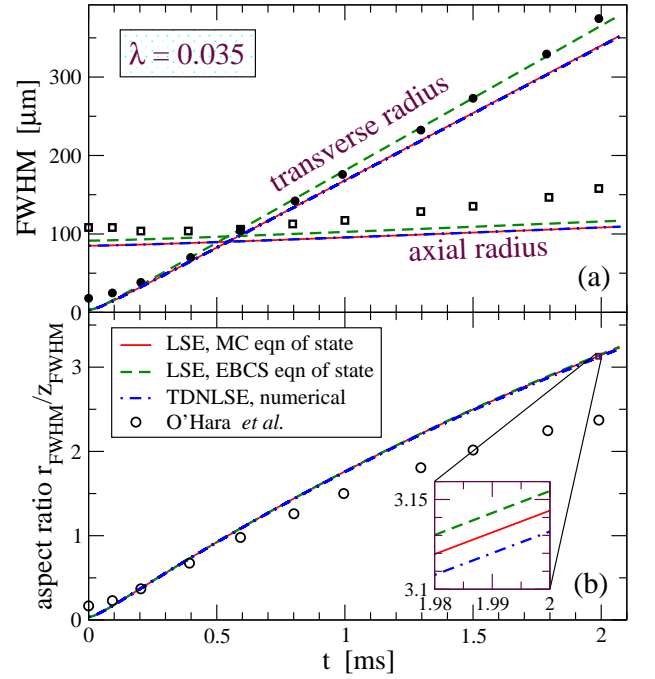 λ = 0.035
FWHM [μm]
300
200
100
0
transverse radius
axial radius
(a)
aspect ratio r_FWHM/z_FWHM
3
2
1
0
LSE, MC eqn of state
LSE, EBCS eqn of state
TDNLSE, numerical
O'Hara et al.
3.15
3.1
1.98 1.99 2
(b)
0 0.5 1 1.5 2
t [ms]